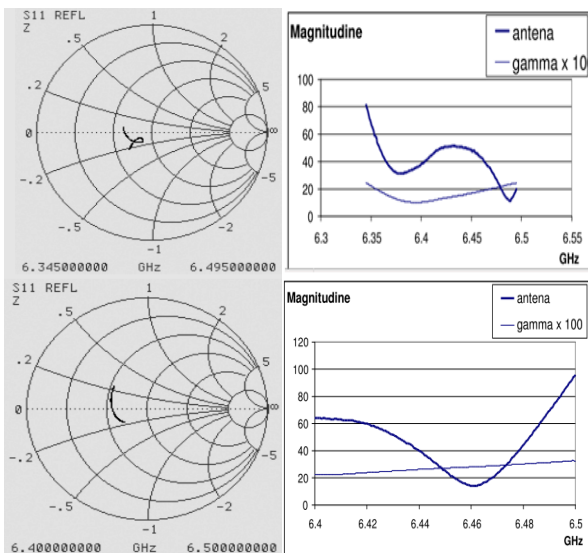 S11 REFL
Z
1
.5
2
.2
5
0
∞
-.2
-5
-.5
-2
-1
6.345000000 GHz 6.495000000
Magnitudine
antena
gamma x 100
100
80
60
40
20
0
6.3 6.35 6.4 6.45 6.5 6.55
GHz
S11 REFL
Z
1
.5
2
.2
5
0
∞
-.2
-5
-.5
-2
-1
6.400000000 GHz 6.500000000
Magnitudine
antena
gamma x 100
120
100
80
60
40
20
0
6.4 6.42 6.44 6.46 6.48 6.5
GHz